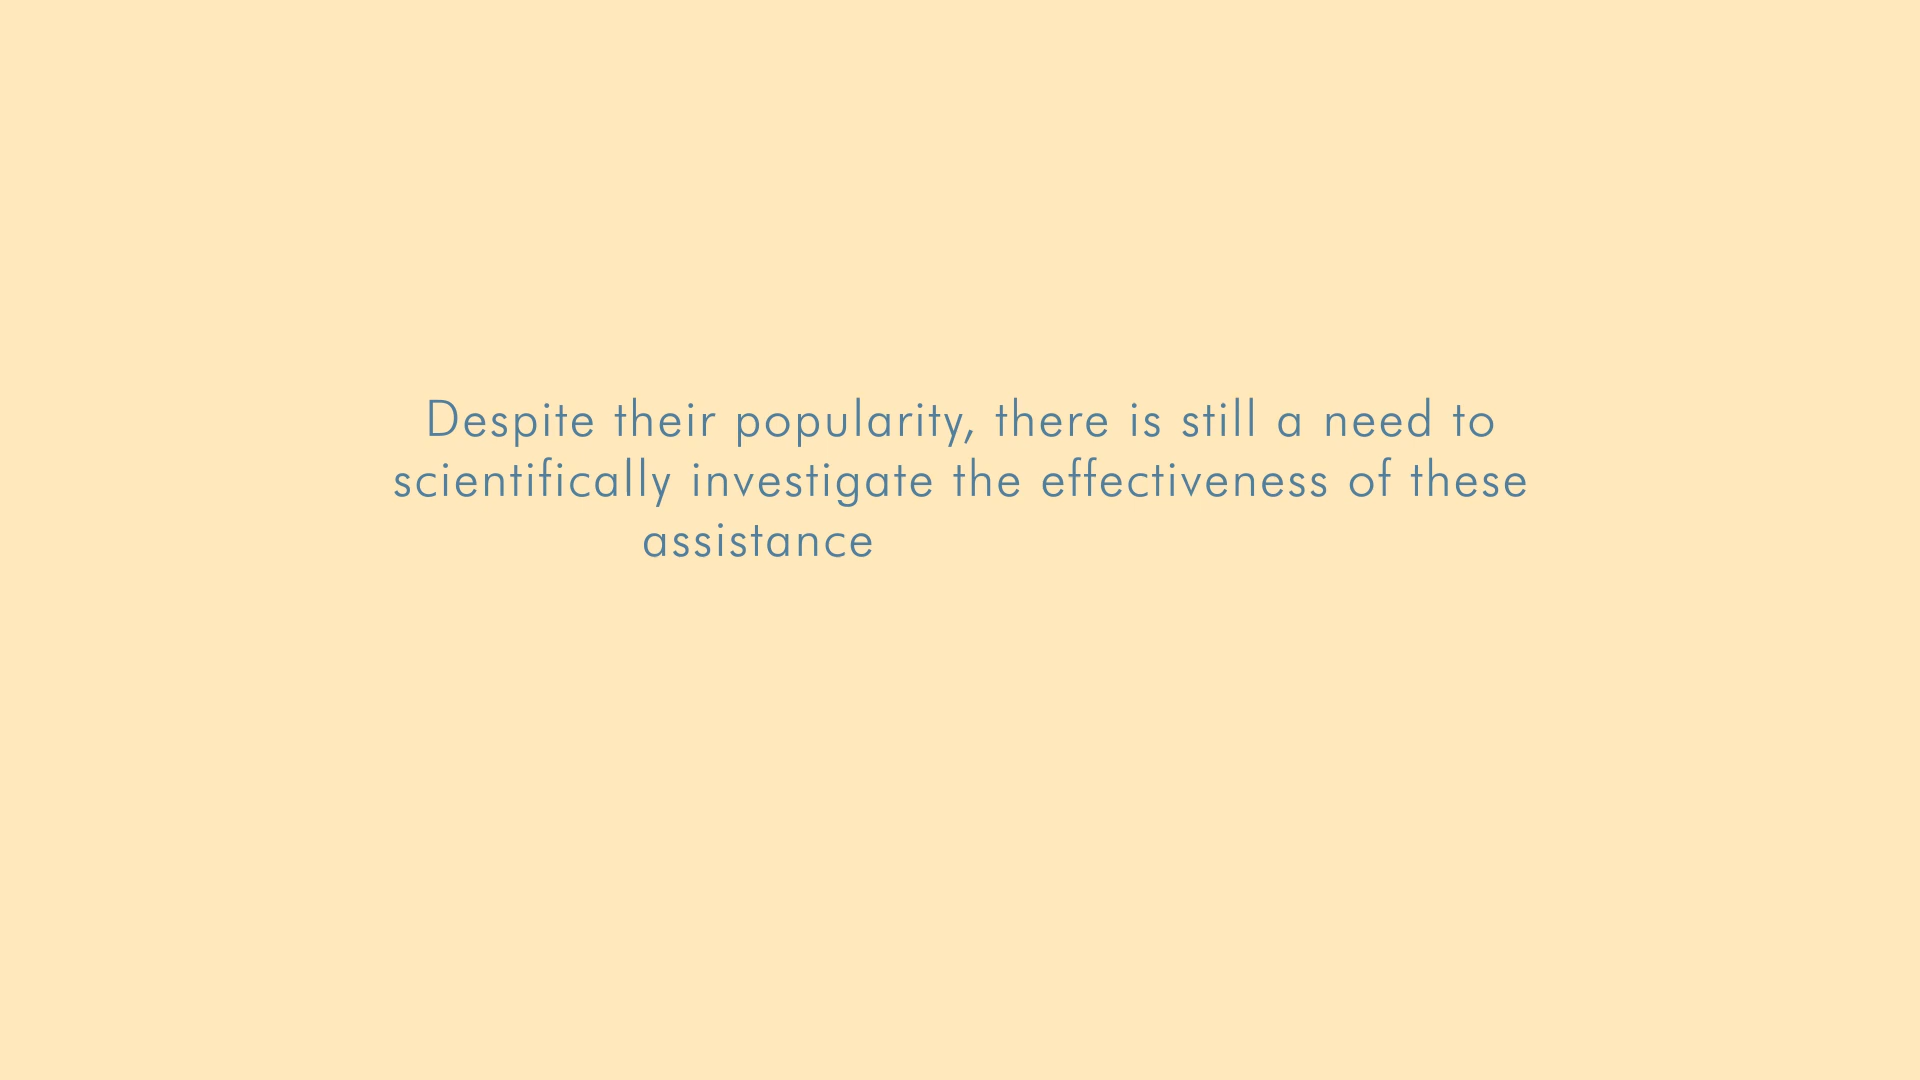 Despite their popularity, there is still a need to
scientifically investigate the effectiveness of these
assistance